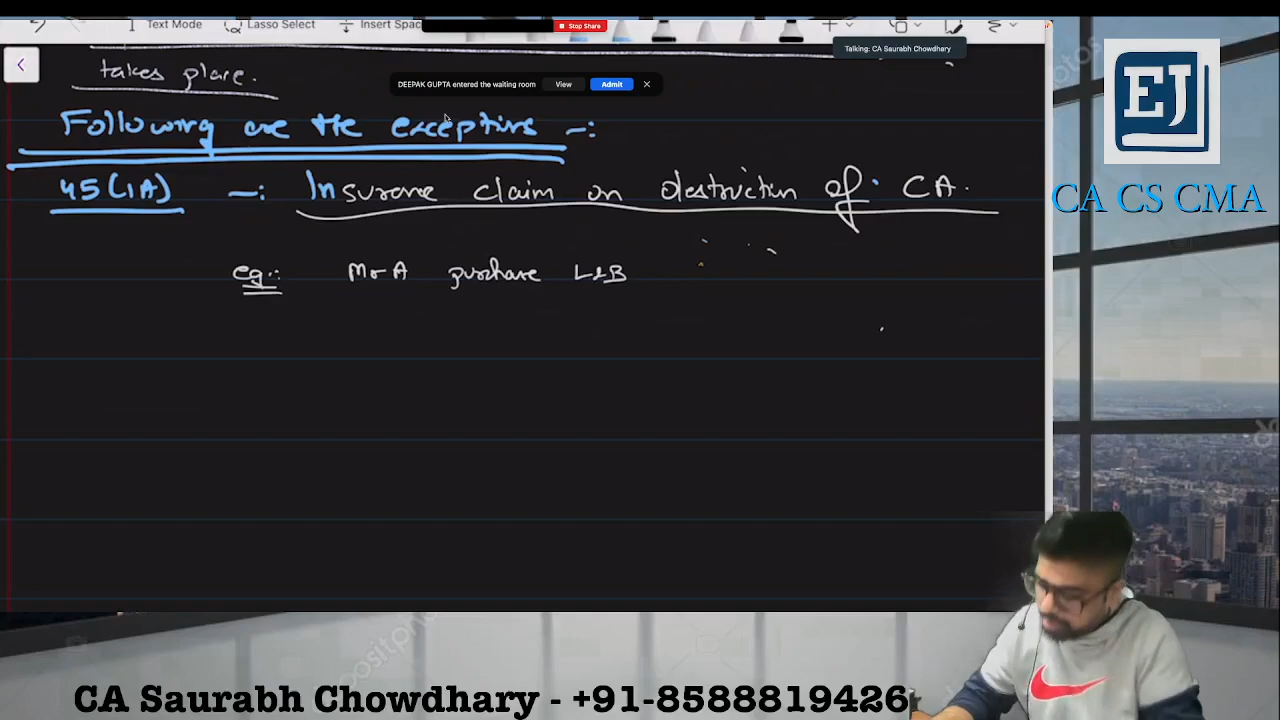 Text Mode Lasso Select Insert Spac
Stop Share
Talking: CA Saurabh Chowdhary
takes place.
DEEPAK GUPTA entered the waiting room View Admit
Following are the exceptions -:
45(1A) -: Insurance claim on destruction of CA.
eg:- Mr A purchase L&B
EJ
CA CS CMA
CA Saurabh Chowdhary - +91-8588819426